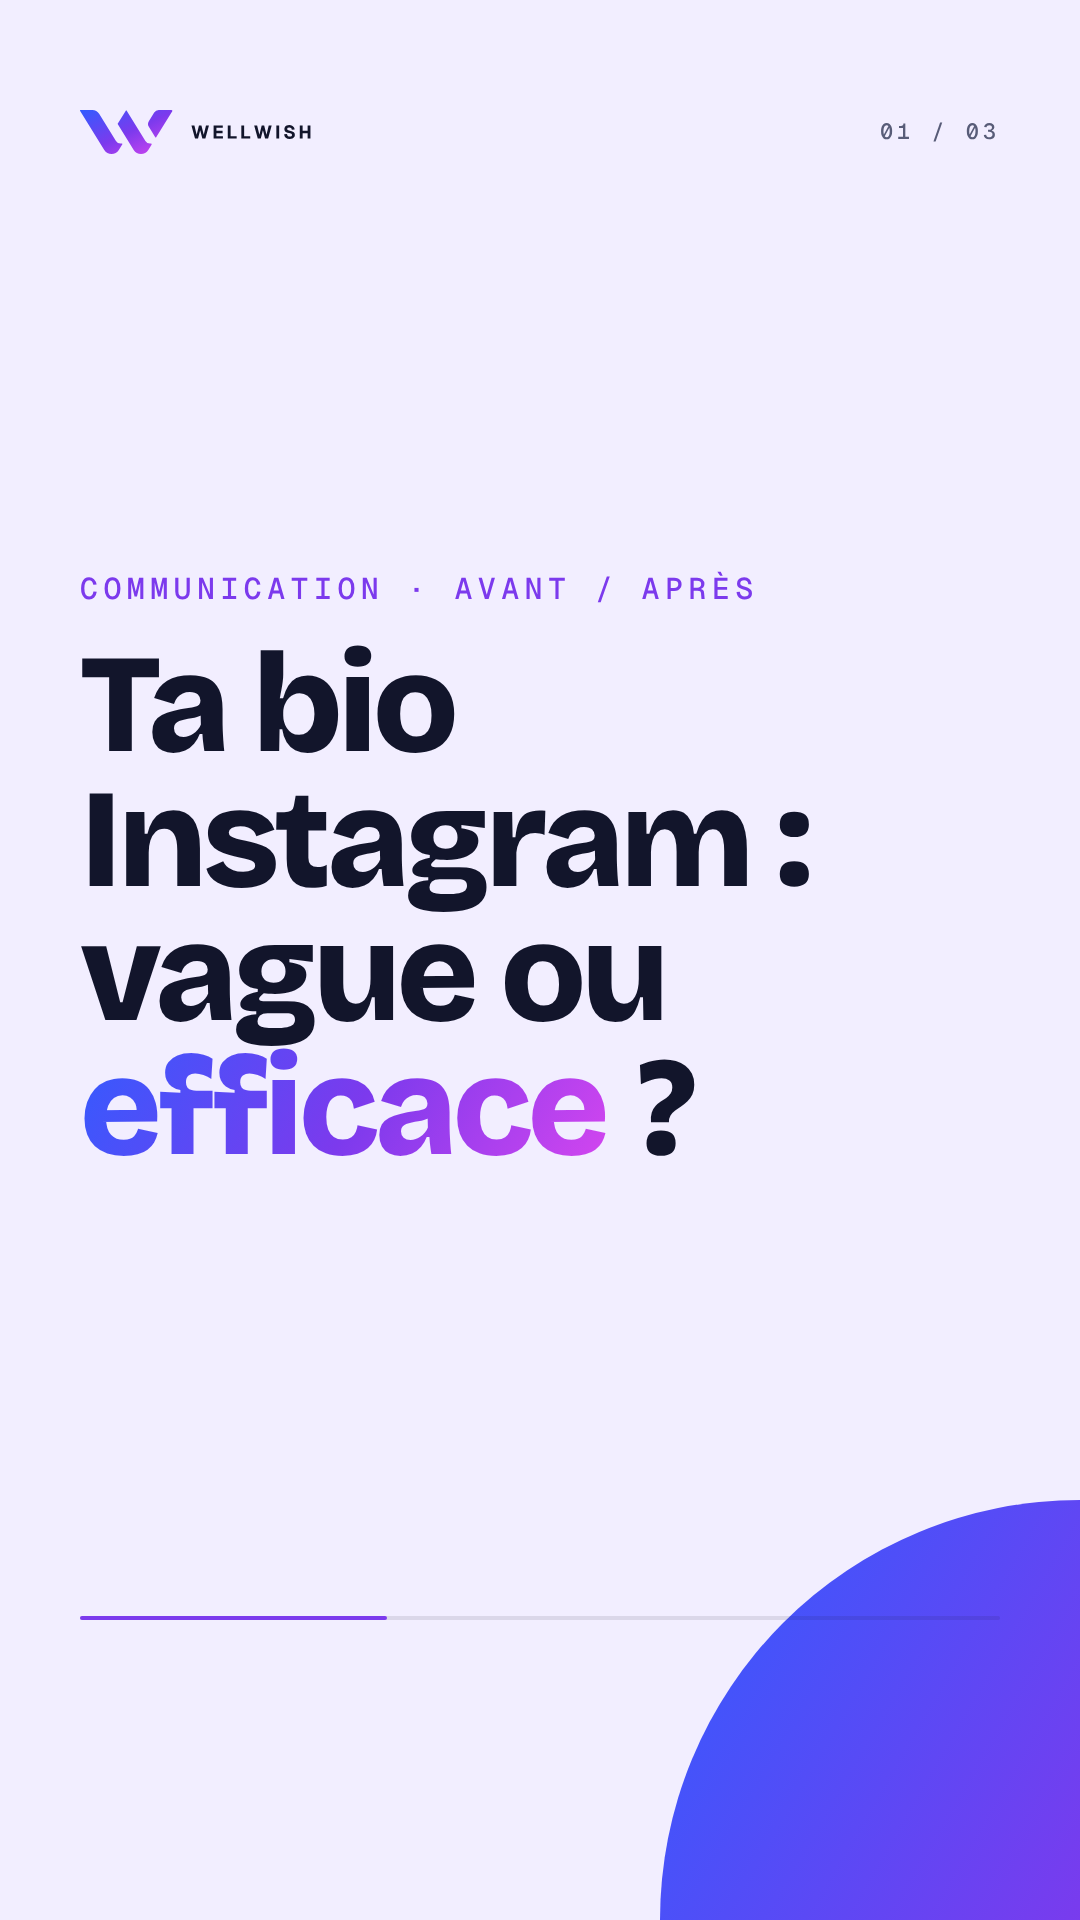 WELLWISH
01 / 03
COMMUNICATION · AVANT / APRÈS
Ta bio
Instagram :
vague ou
efficace ?